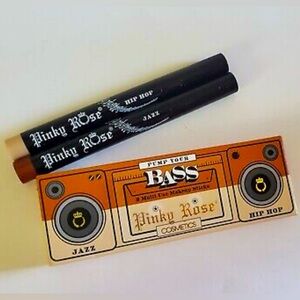 Pinky Rose
HIP HOP
Pinky Rose
JAZZ
PUMP YOUR
BASS
2 Multi Use Makeup Sticks
Pinky Rose
COSMETICS
JAZZ
HIP HOP